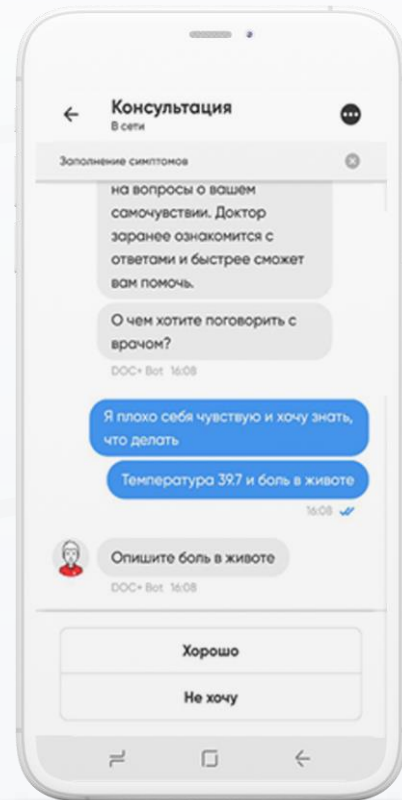 Консультация
В сети
Заполнение симптомов
на вопросы о вашем
самочувствии. Доктор
заранее ознакомится с
ответами и быстрее сможет
вам помочь.
О чем хотите поговорить с
врачом?
DOC+ Bot 16:08
Я плохо себя чувствую и хочу знать,
что делать
Температура 39.7 и боль в животе
16:08
Опишите боль в животе
DOC+ Bot 16:08
Хорошо
Не хочу